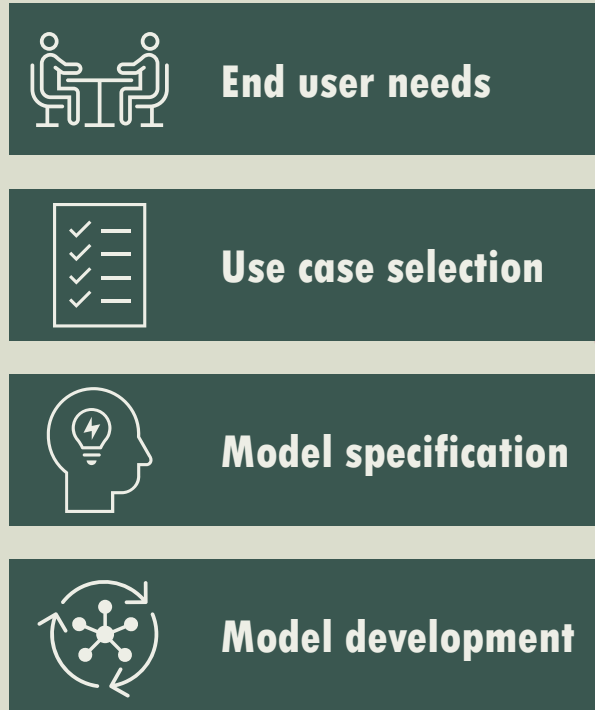 End user needs
Use case selection
Model specification
Model development